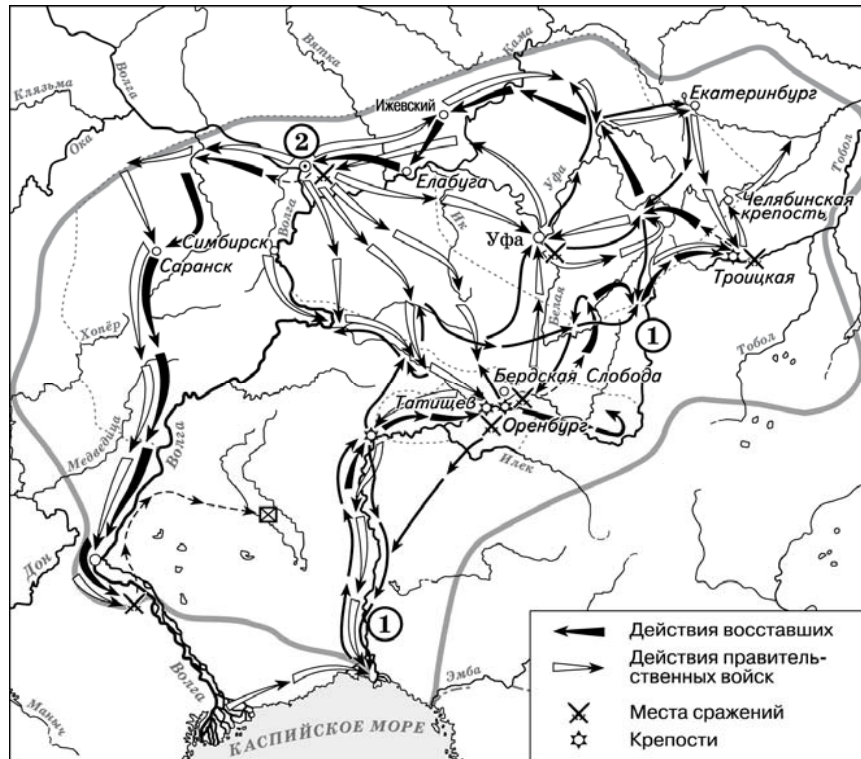 Клязьма
Волга
Вятка
Кама
Ока
Ижевский
Екатеринбург
2
Елабуга
Уфа
Тобол
Челябинская
крепость
Волга
Ик
Симбирск
Саранск
Уфа
Троицкая
Белая
Хопёр
1
Тобол
Бердская Слобода
Татищев
Оренбург
Медведица
Волга
Илек
Дон
1
Волга
Эмба
Маныч
КАСПИЙСКОЕ МОРЕ
Действия восставших
Действия правитель-
ственных войск
Места сражений
Крепости